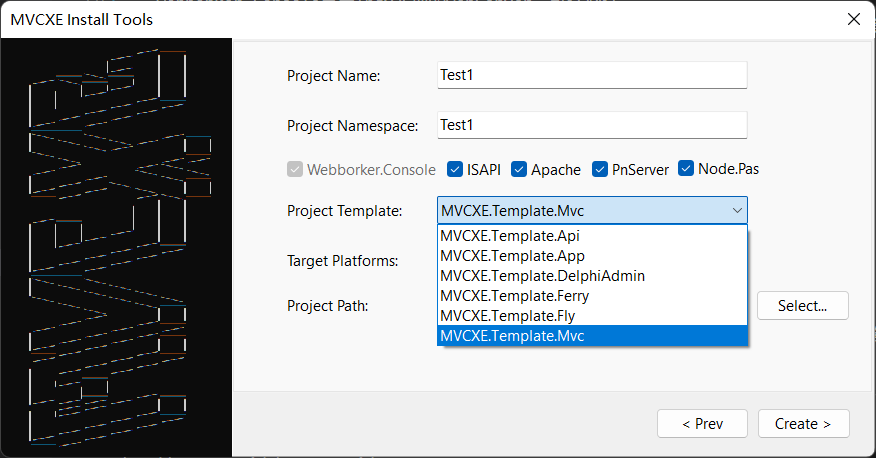 MVCXE Install Tools
Project Name: Test1
Project Namespace: Test1
Webborker.Console ISAPI Apache PnServer Node.Pas
Project Template: MVCXE.Template.Mvc
MVCXE.Template.Api
MVCXE.Template.App
Target Platforms:
MVCXE.Template.DelphiAdmin
MVCXE.Template.Ferry
Project Path:
Select...
MVCXE.Template.Fly
MVCXE.Template.Mvc
< Prev Create >